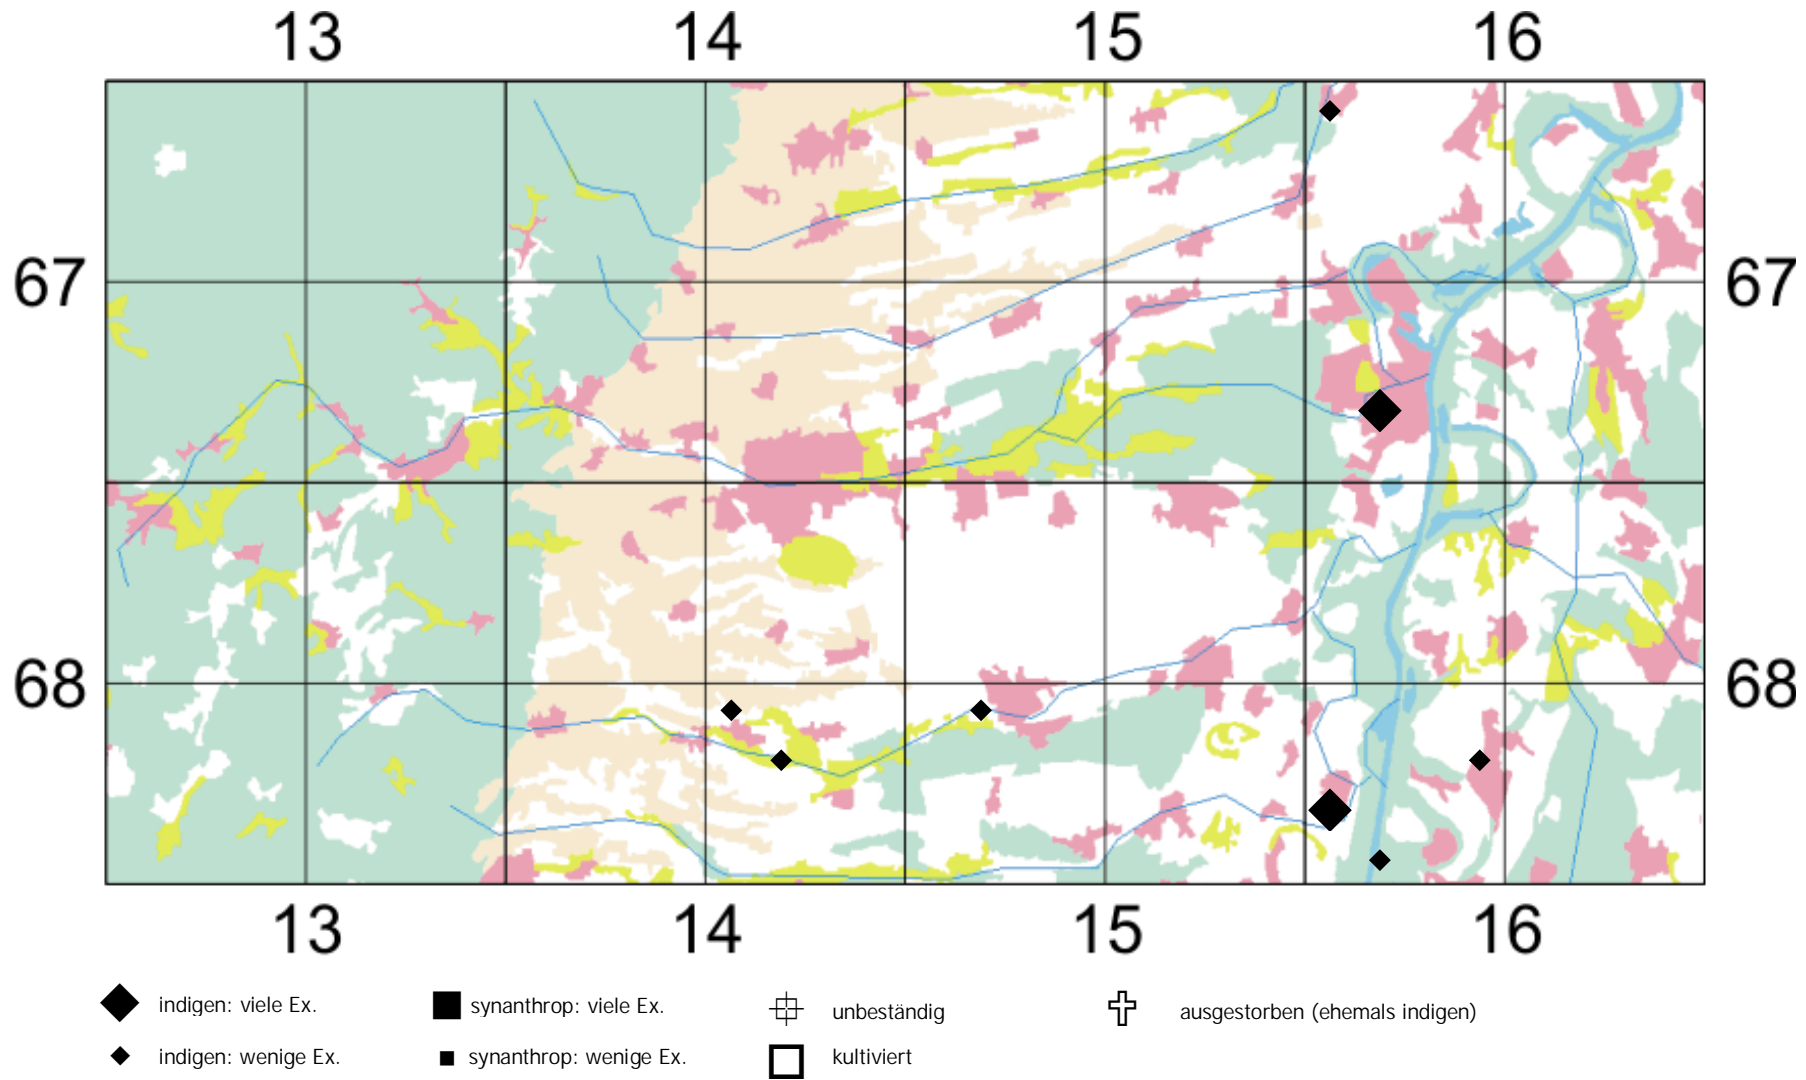 13 14 15 16
67 67
68 68
13 14 15 16
indigen: viele Ex. synanthrop: viele Ex. unbeständig ausgestorben (ehemals indigen)
indigen: wenige Ex. synanthrop: wenige Ex. kultiviert